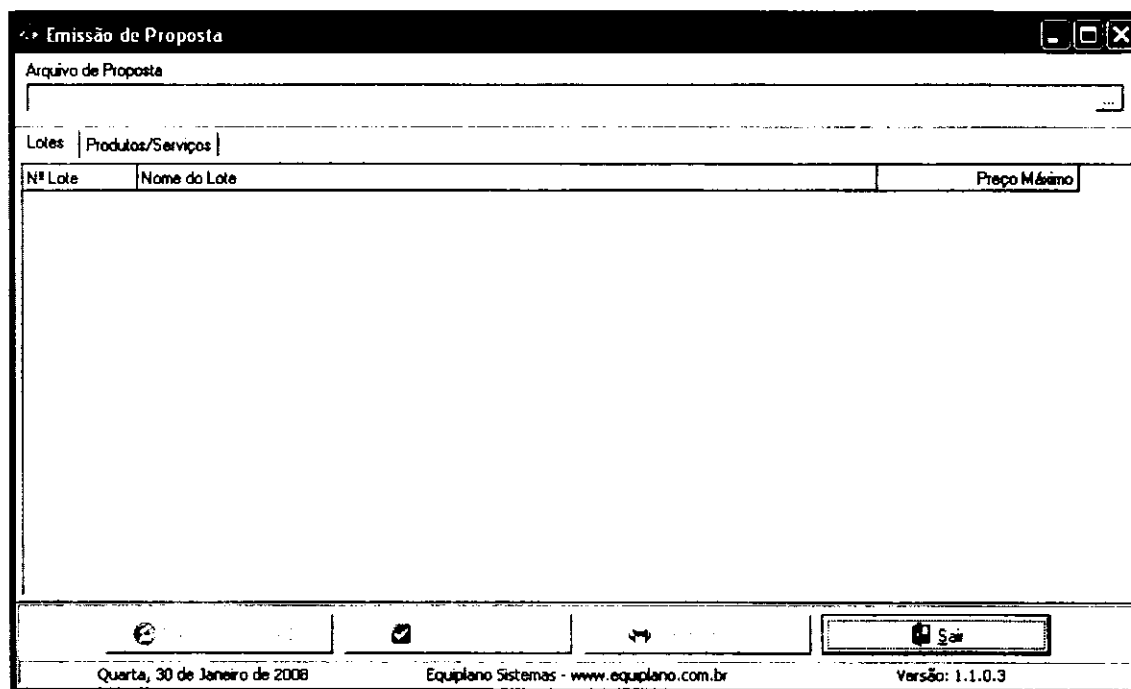 Emissão de Proposta
Arquivo de Proposta
...
Lotes Produtos/Serviços
Nº Lote Nome do Lote Preço Máximo
Sair
Quarta, 30 de Janeiro de 2008 Equiplano Sistemas - www.equiplano.com.br Versão: 1.1.0.3